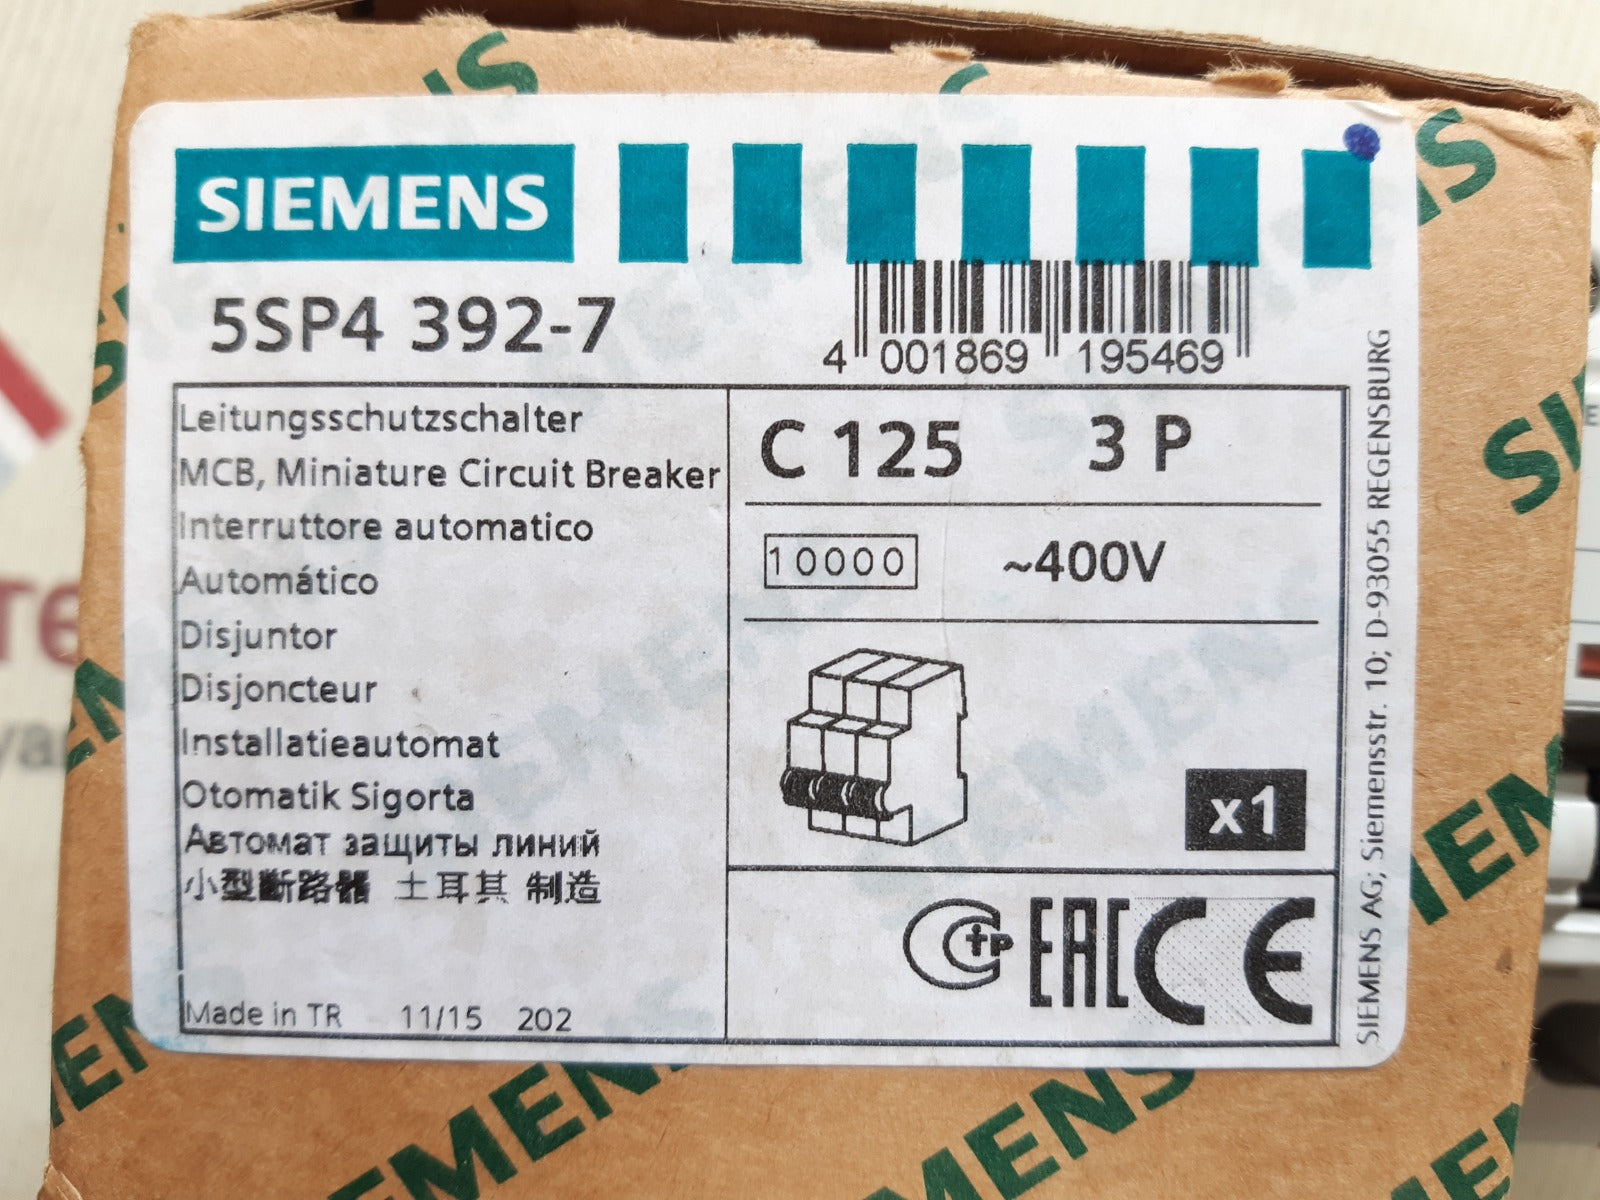 SIEMENS
5SP4 392-7
4 001869 195469
Leitungsschutzschalter
MCB, Miniature Circuit Breaker
Interruttore automatico
Automático
Disjuntor
Disjoncteur
Installatieautomat
Otomatik Sigorta
Автомат защиты линий
小型断路器 土耳其 制造
Made in TR 11/15 202
C 125 3 P
10000 ~400V
x1
СтР EAC CE
SIEMENS AG; Siemensstr. 10; D-93055 REGENSBURG